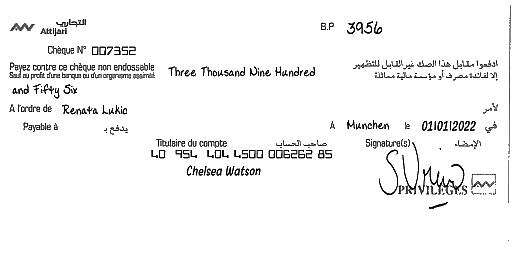 التجاري
Attijari
B.P 3956
Chèque N° 007352
Payez contre ce chèque non endossable
Sauf au profit d'une banque ou d'un organisme assimilé
Three Thousand Nine Hundred
ادفعوا مقابل هذا الصك غير القابل للتظهير
إلا لفائدة مصرف أو مؤسسة مالية مماثلة
and Fifty Six
A l'ordre de Renata Lukic
لأمر
Payable à يدفع بـ
A Munchen le 01/01/2022 في
Titulaire du compte صاحب الحساب
Signature(s) الإمضاء
40 954 404 4500 006262 85
Chelsea Watson
PRIVILEGES